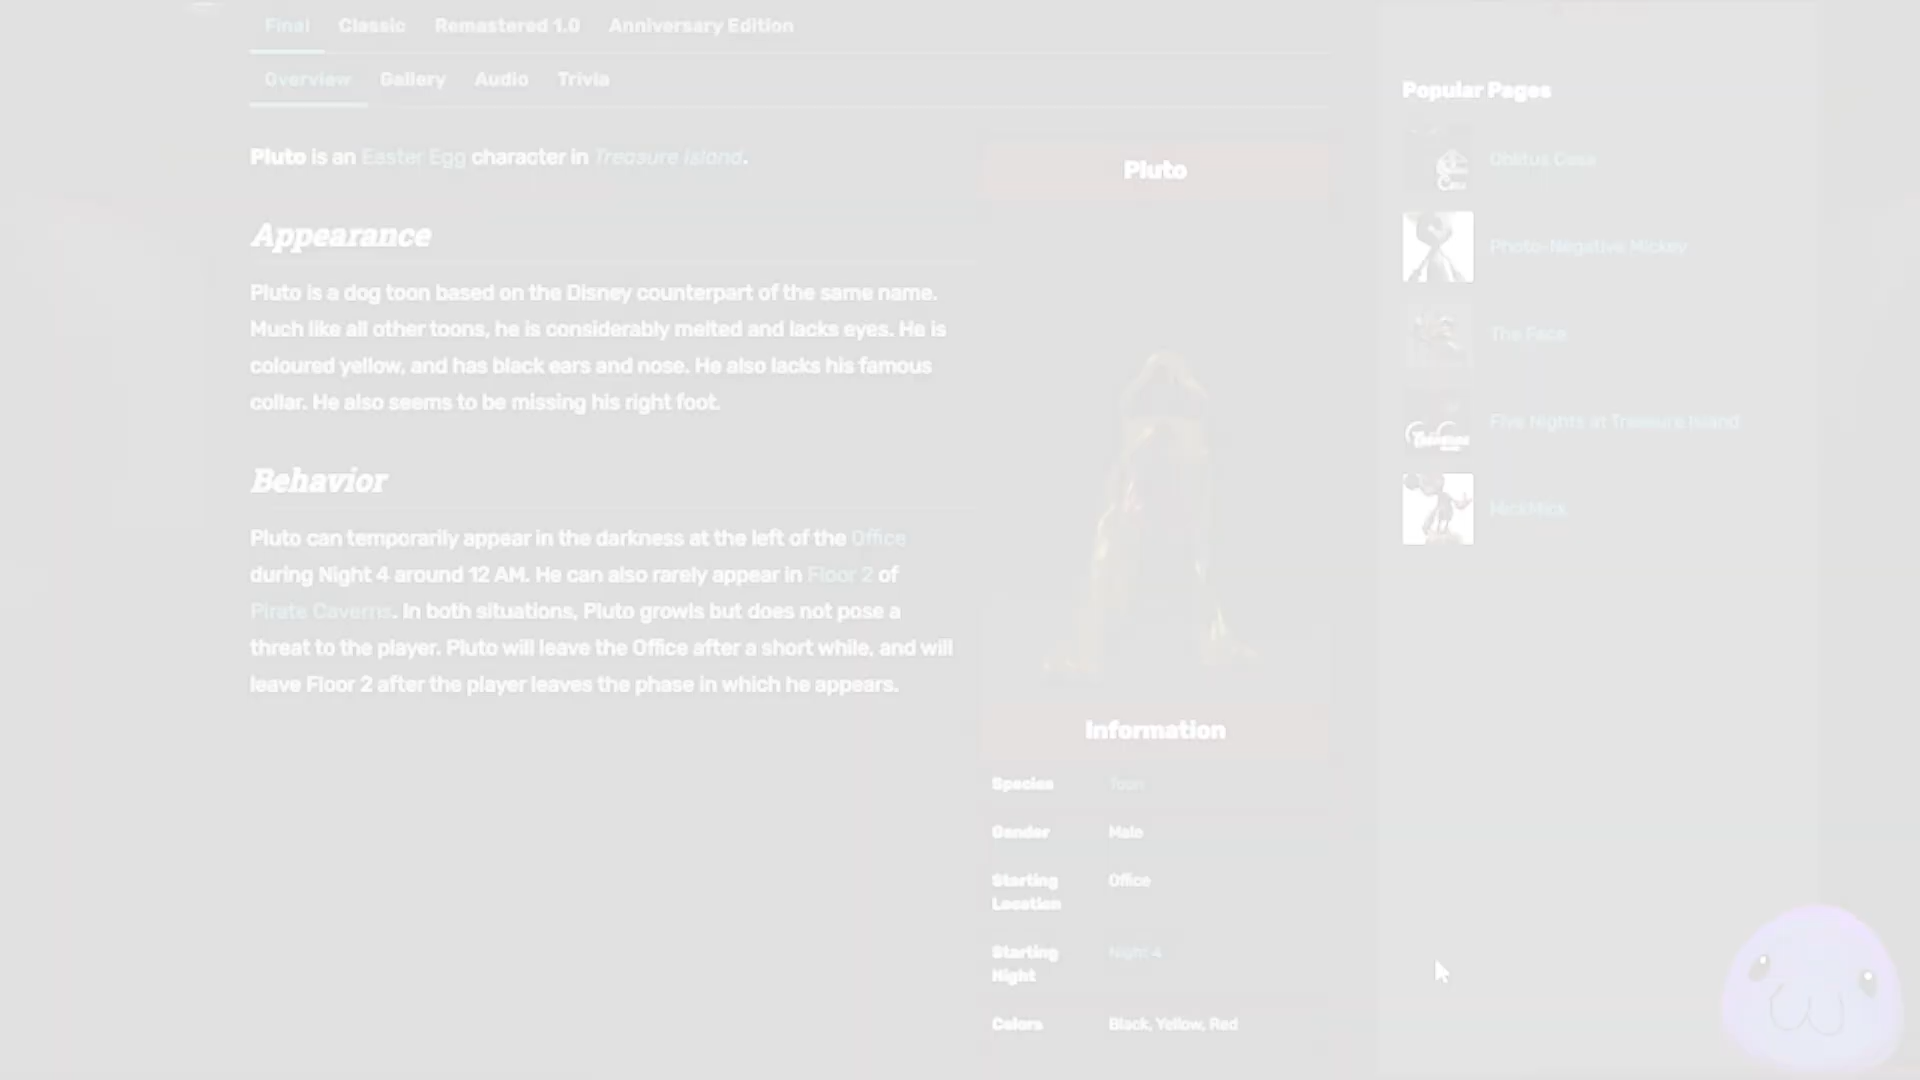 Final Classic Remastered 1.0 Anniversary Edition
Overview Gallery Audio Trivia
Pluto is an Easter Egg character in Treasure Island.
Appearance
Pluto is a dog toon based on the Disney counterpart of the same name.
Much like all other toons, he is considerably melted and lacks eyes. He is
coloured yellow, and has black ears and nose. He also lacks his famous
collar. He also seems to be missing his right foot.
Behavior
Pluto can temporarily appear in the darkness at the left of the Office
during Night 4 around 12 AM. He can also rarely appear in Floor 2 of
Pirate Caverns. In both situations, Pluto growls but does not pose a
threat to the player. Pluto will leave the Office after a short while, and will
leave Floor 2 after the player leaves the phase in which he appears.
Pluto
Information
Species Toon
Gender Male
Starting Office
Location
Starting Night 4
Night
Colors Black, Yellow, Red
Popular Pages
Oblitus Casa
Photo-Negative Mickey
The Face
Five Nights at Treasure Island
MickMick